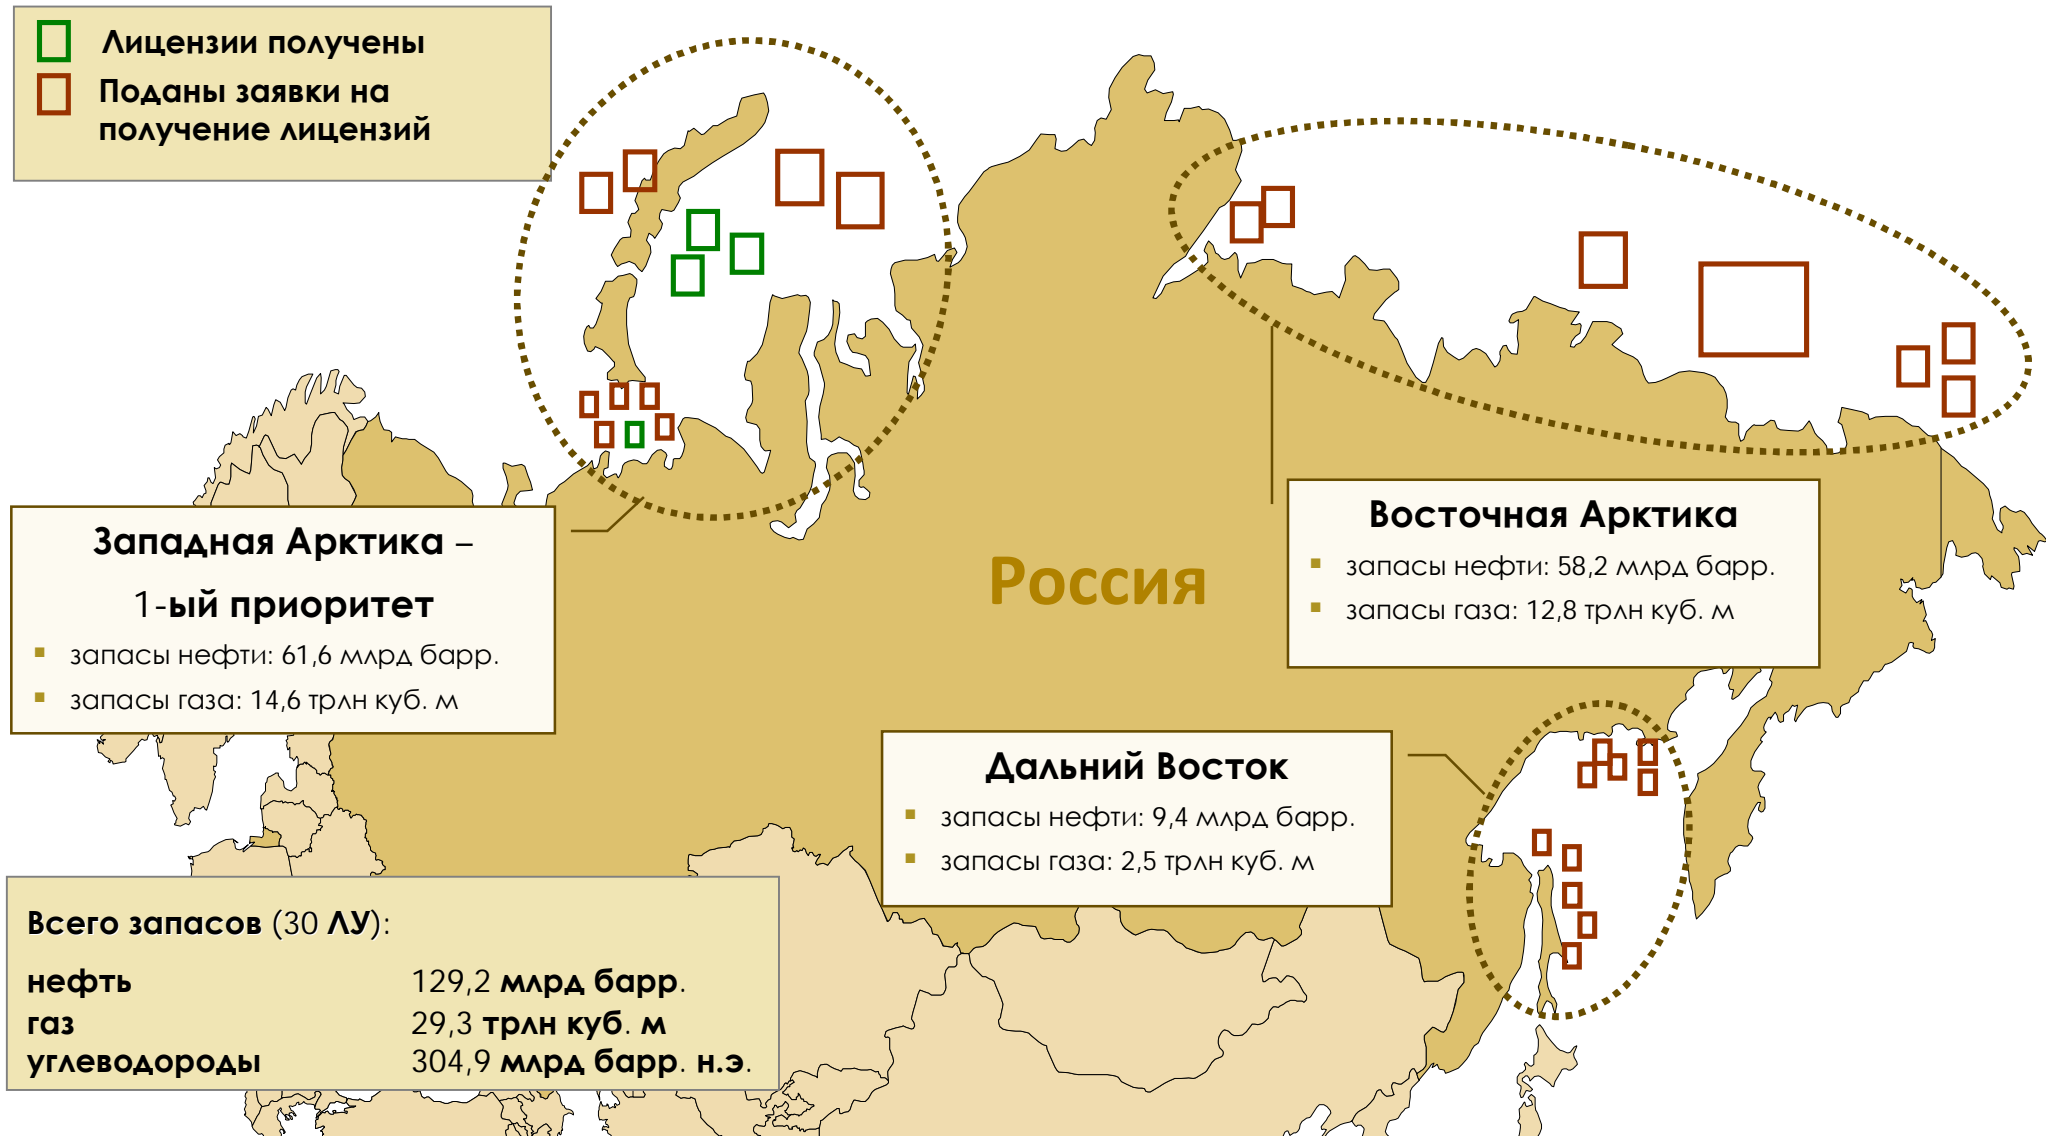 Лицензии получены
Поданы заявки на
получение лицензий
Западная Арктика –
1-ый приоритет
запасы нефти: 61,6 млрд барр.
запасы газа: 14,6 трлн куб. м
Россия
Восточная Арктика
запасы нефти: 58,2 млрд барр.
запасы газа: 12,8 трлн куб. м
Дальний Восток
запасы нефти: 9,4 млрд барр.
запасы газа: 2,5 трлн куб. м
Всего запасов (30 ЛУ):
нефть 129,2 млрд барр.
газ 29,3 трлн куб. м
углеводороды 304,9 млрд барр. н.э.